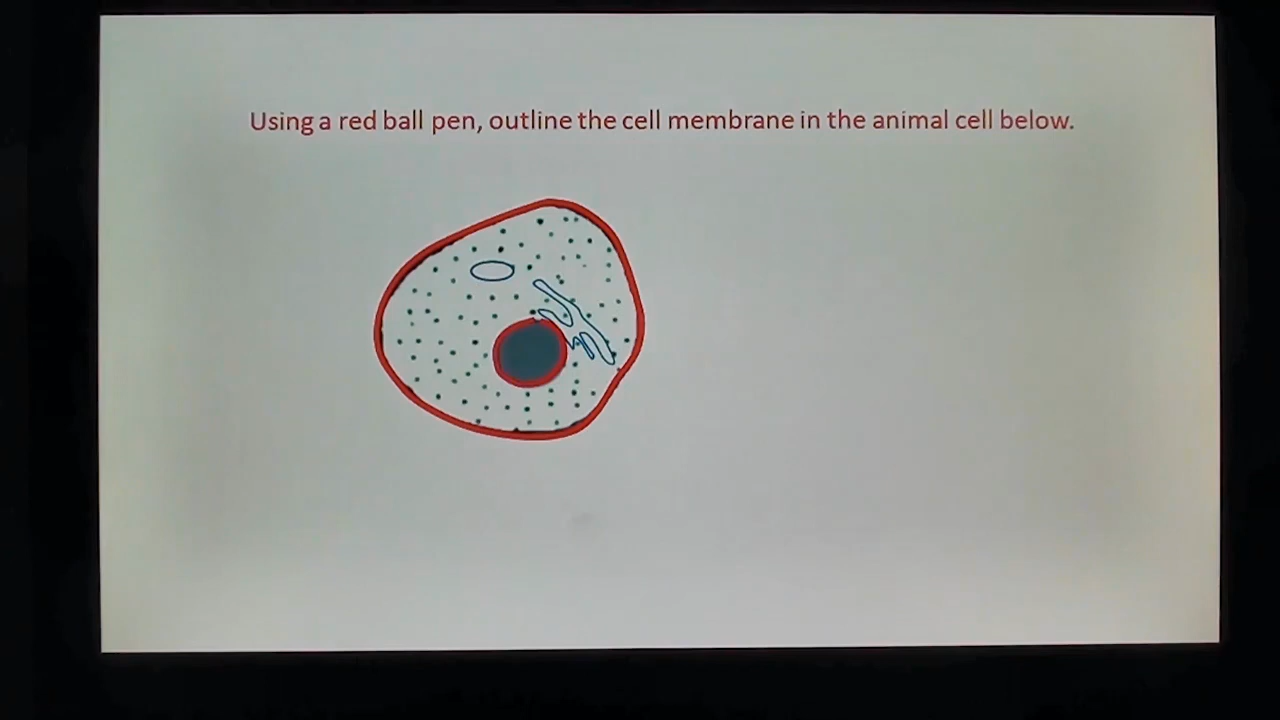 Using a red ball pen, outline the cell membrane in the animal cell below.